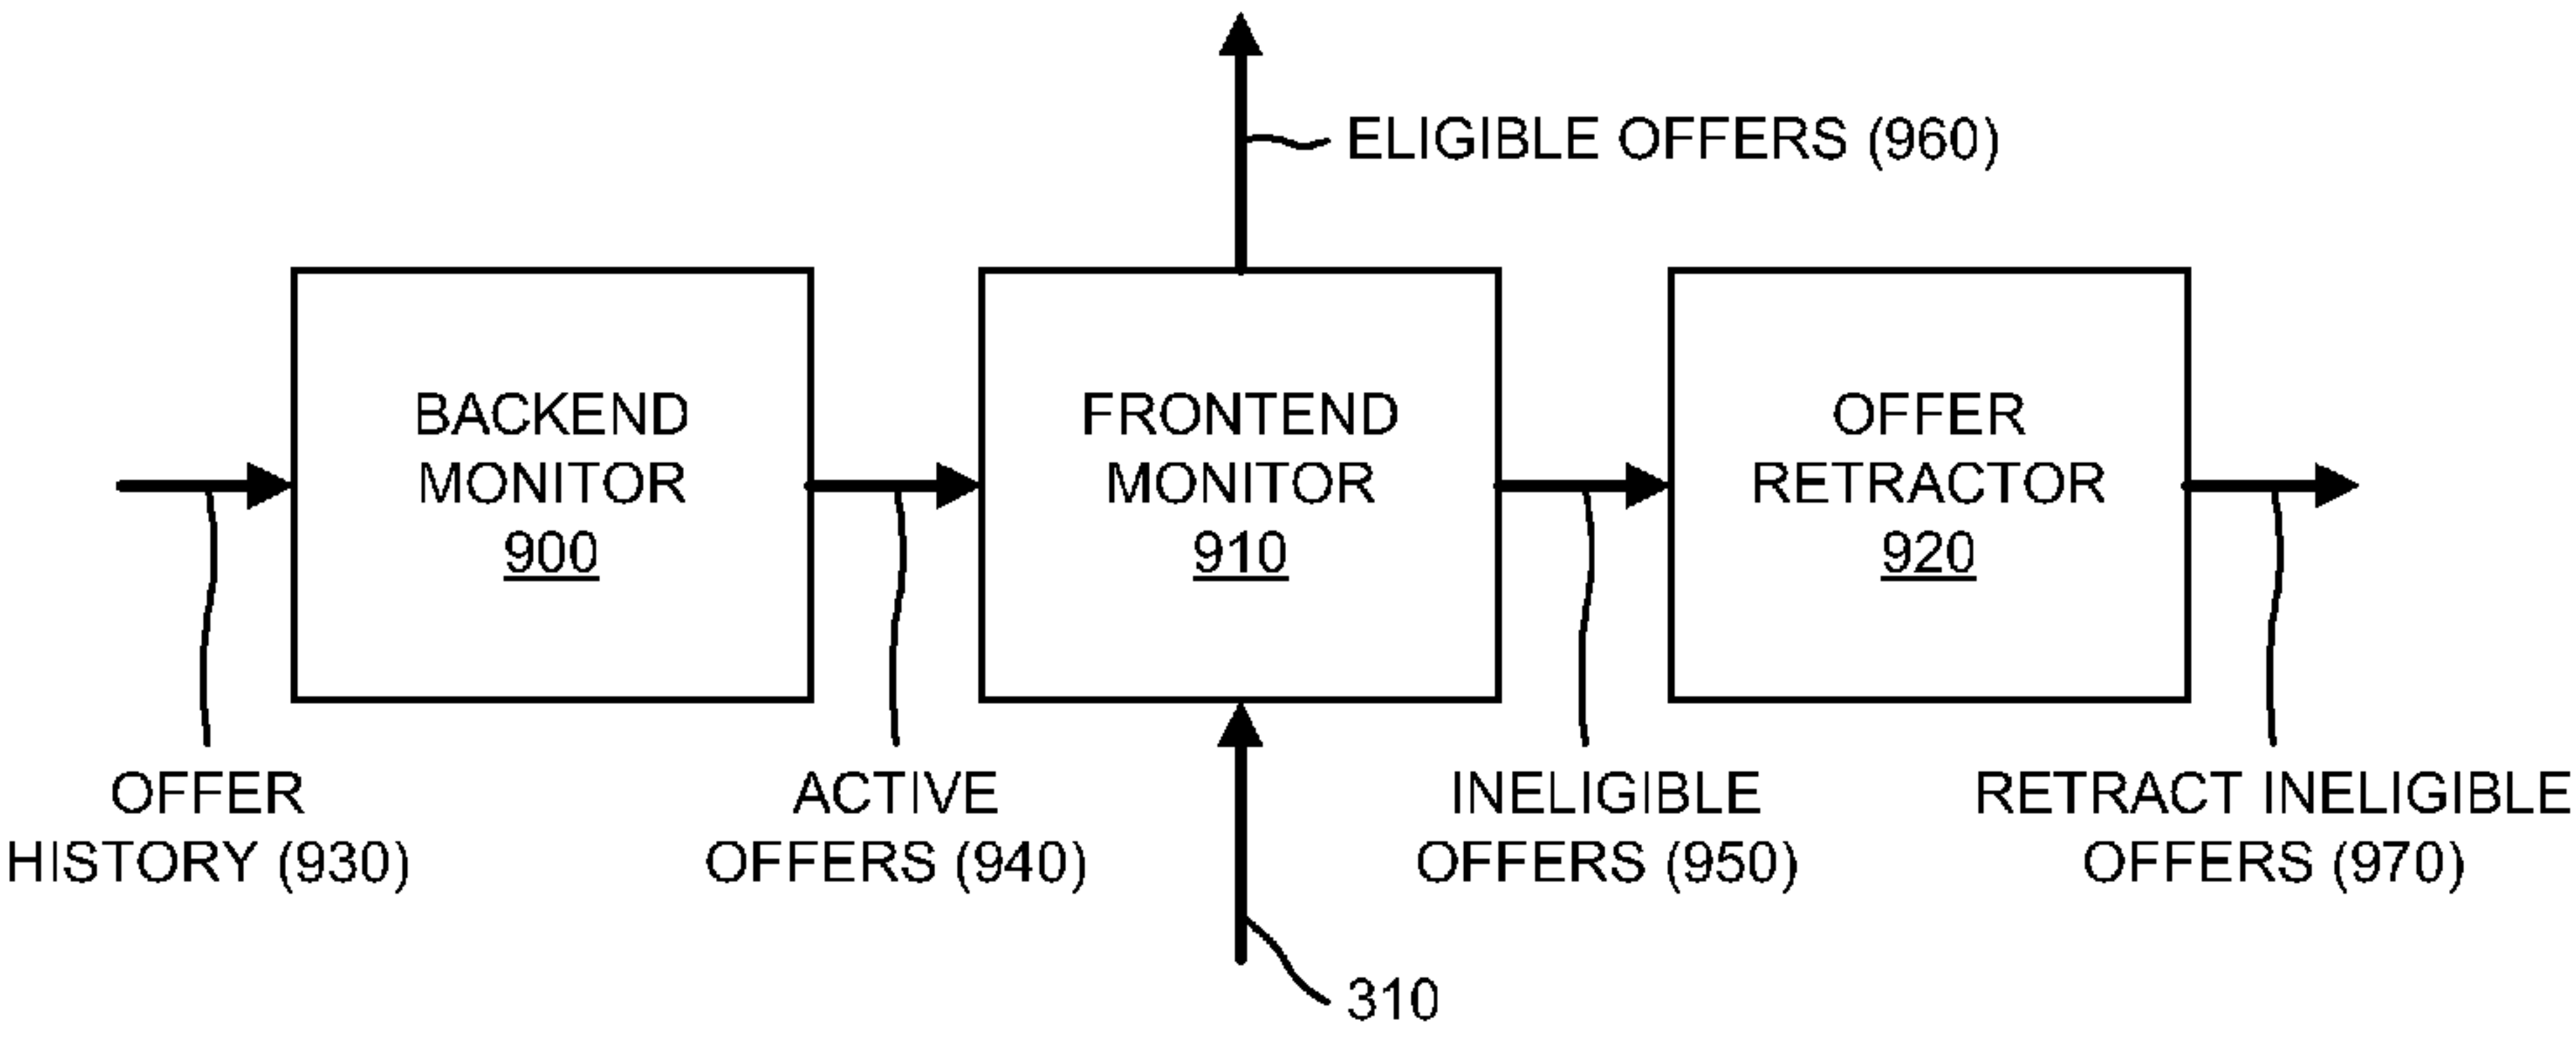 ELIGIBLE OFFERS (960)
BACKEND
MONITOR
900
FRONTEND
MONITOR
910
OFFER
RETRACTOR
920
OFFER
HISTORY (930)
ACTIVE
OFFERS (940)
INELIGIBLE
OFFERS (950)
RETRACT INELIGIBLE
OFFERS (970)
310